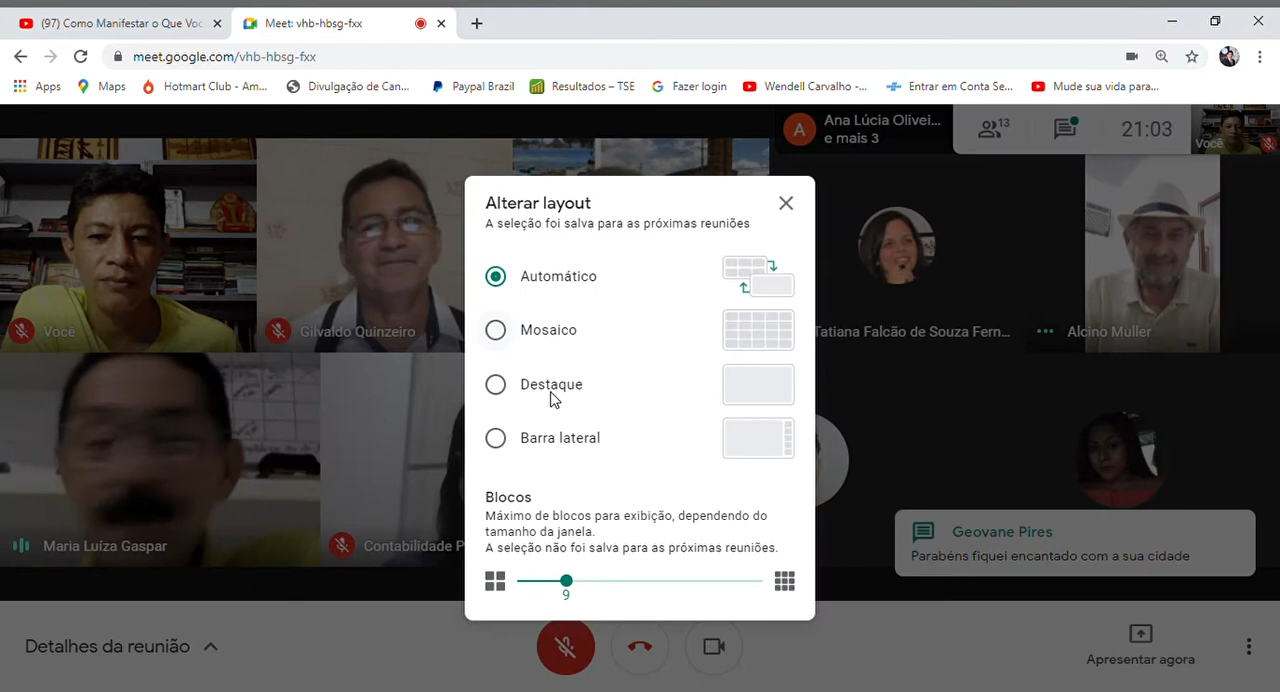 (97) Como Manifestar o Que Voc
Meet: vhb-hbsg-fxx
meet.google.com/vhb-hbsg-fxx
Apps
Maps
Hotmart Club - Am...
Divulgação de Can...
Paypal Brazil
Resultados – TSE
Fazer login
Wendell Carvalho -...
Entrar em Conta Se...
Mude sua vida para...
A
Ana Lúcia Olivei...
e mais 3
13
21:03
Você
Alterar layout
A seleção foi salva para as próximas reuniões
Automático
Mosaico
Destaque
Barra lateral
Blocos
Máximo de blocos para exibição, dependendo do
tamanho da janela.
A seleção não foi salva para as próximas reuniões.
9
Você
Gilvaldo Quinzeiro
Tatiana Falcão de Souza Fern...
Alcino Muller
Maria Luíza Gaspar
Contabilidade P
Geovane Pires
Parabéns fiquei encantado com a sua cidade
Detalhes da reunião
Apresentar agora